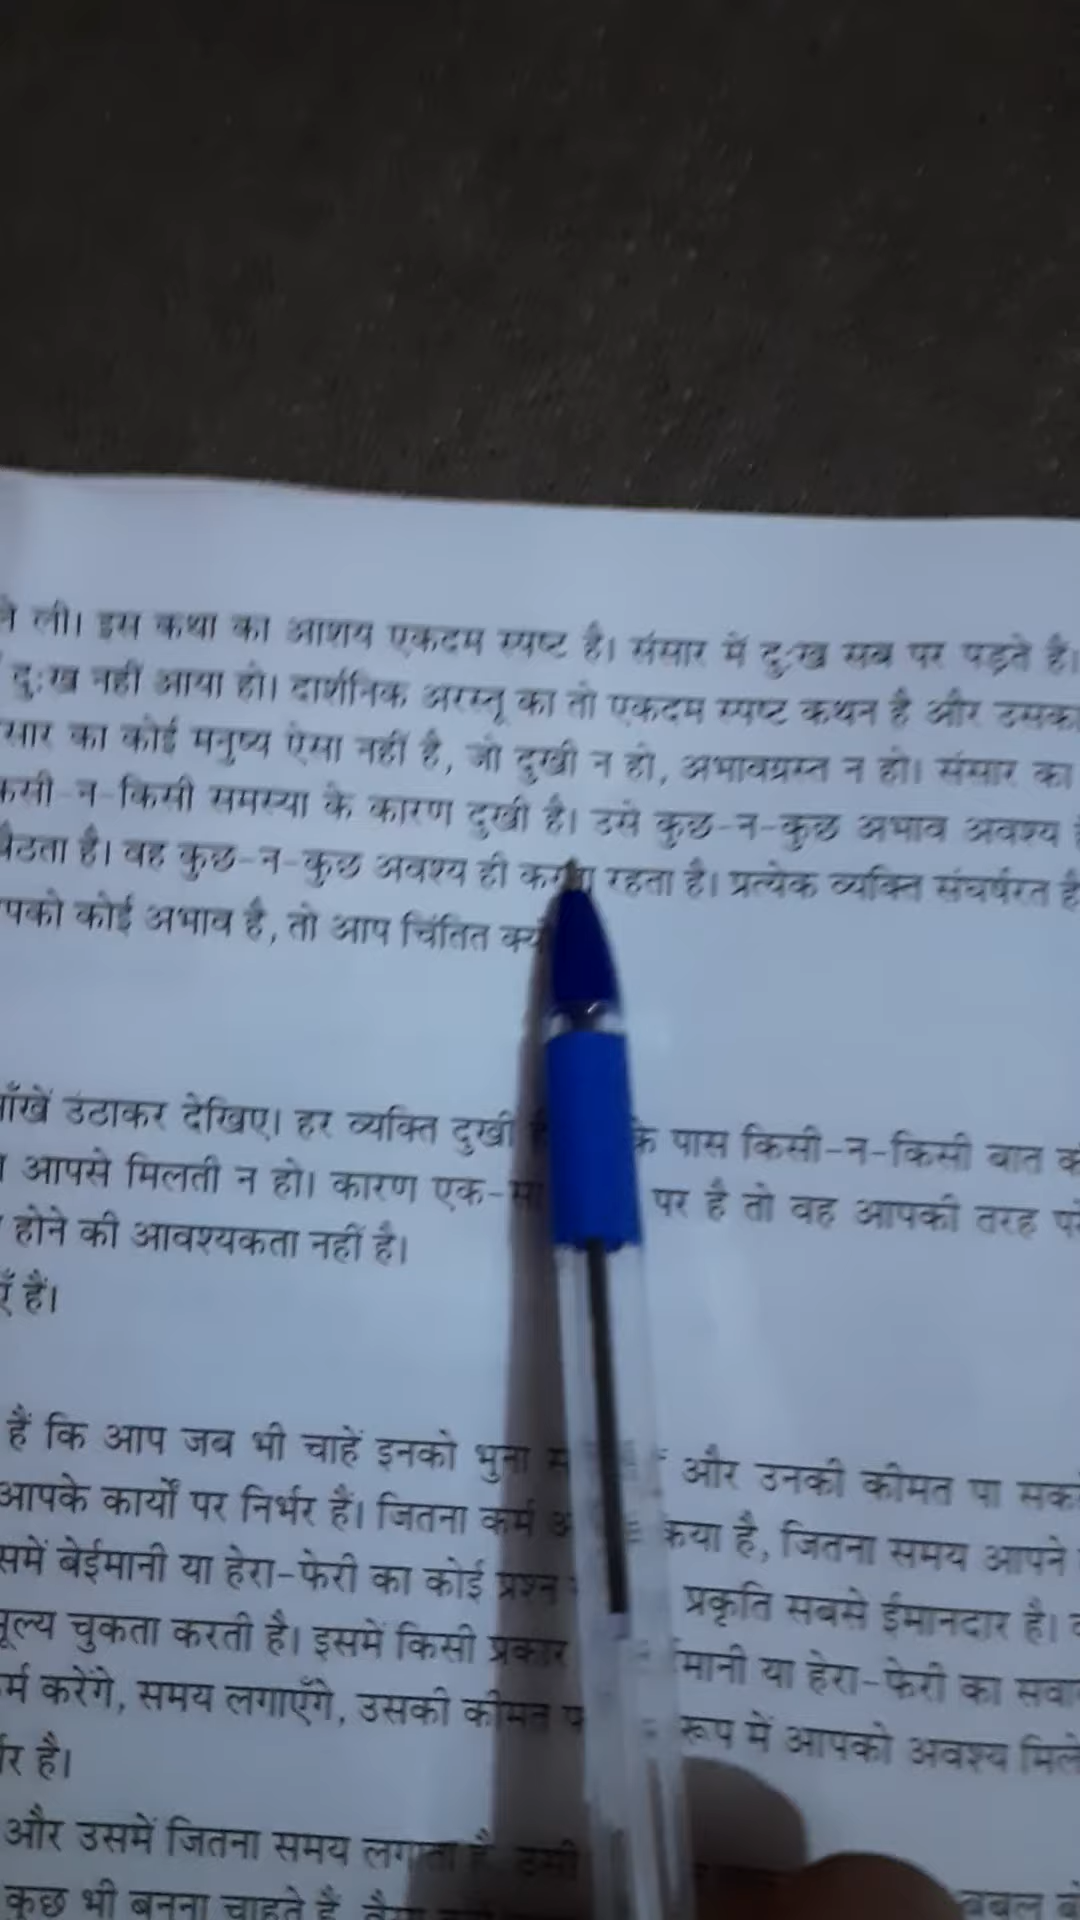 ली। इस कथा का आशय एकदम स्पष्ट है। संसार में दु:ख सब पर पड़ते है।
दु:ख नहीं आया हो। दार्शनिक अरस्तू का तो एकदम स्पष्ट कथन है और उसका
सार का कोई मनुष्य ऐसा नहीं है, जो दुखी न हो, अभावग्रस्त न हो। संसार का
कसी-न-किसी समस्या के कारण दुखी है। उसे कुछ-न-कुछ अभाव अवश्य
बैठता है। वह कुछ-न-कुछ अवश्य ही रहता है। प्रत्येक व्यक्ति संघर्षरत है
पको कोई अभाव है, तो आप चिंतित
आँखें उठाकर देखिए। हर व्यक्ति दुखी के पास किसी-न-किसी बात
आपसे मिलती न हो। कारण एक- पर है तो वह आपकी तरह
होने की आवश्यकता नहीं है।
हैं।
हैं कि आप जब भी चाहें इनको भुना और उनकी कीमत पा
आपके कार्यों पर निर्भर हैं। जितना कर्म किया है, जितना समय आपने
समें बेईमानी या हेरा-फेरी का कोई प्रश्न प्रकृति सबसे ईमानदार है।
मूल्य चुकता करती है। इसमें किसी प्रकार मानी या हेरा-फेरी का
र्म करेंगे, समय लगाएँगे, उसकी कीमत रूप में आपको अवश्य
र है।
और उसमें जितना समय
कुछ भी बनना चाहते हैं,